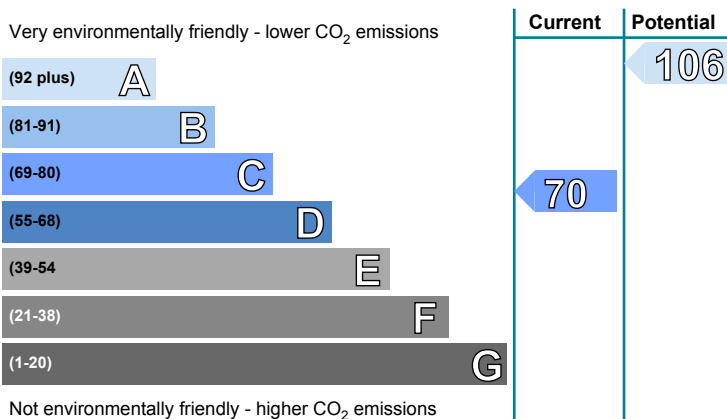 Current Potential
Very environmentally friendly - lower CO₂ emissions
106
(92 plus) A
(81-91) B
(69-80) C
70
(55-68) D
(39-54 E
(21-38) F
(1-20) G
Not environmentally friendly - higher CO₂ emissions